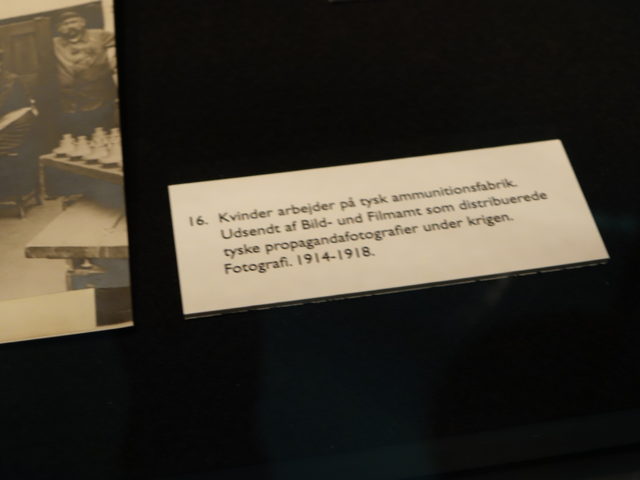 16. Kvinder arbejder på tysk ammunitionsfabrik.
Udsendt af Bild- und Filmamt som distribuerede
tyske propagandafotografier under krigen.
Fotografi. 1914-1918.